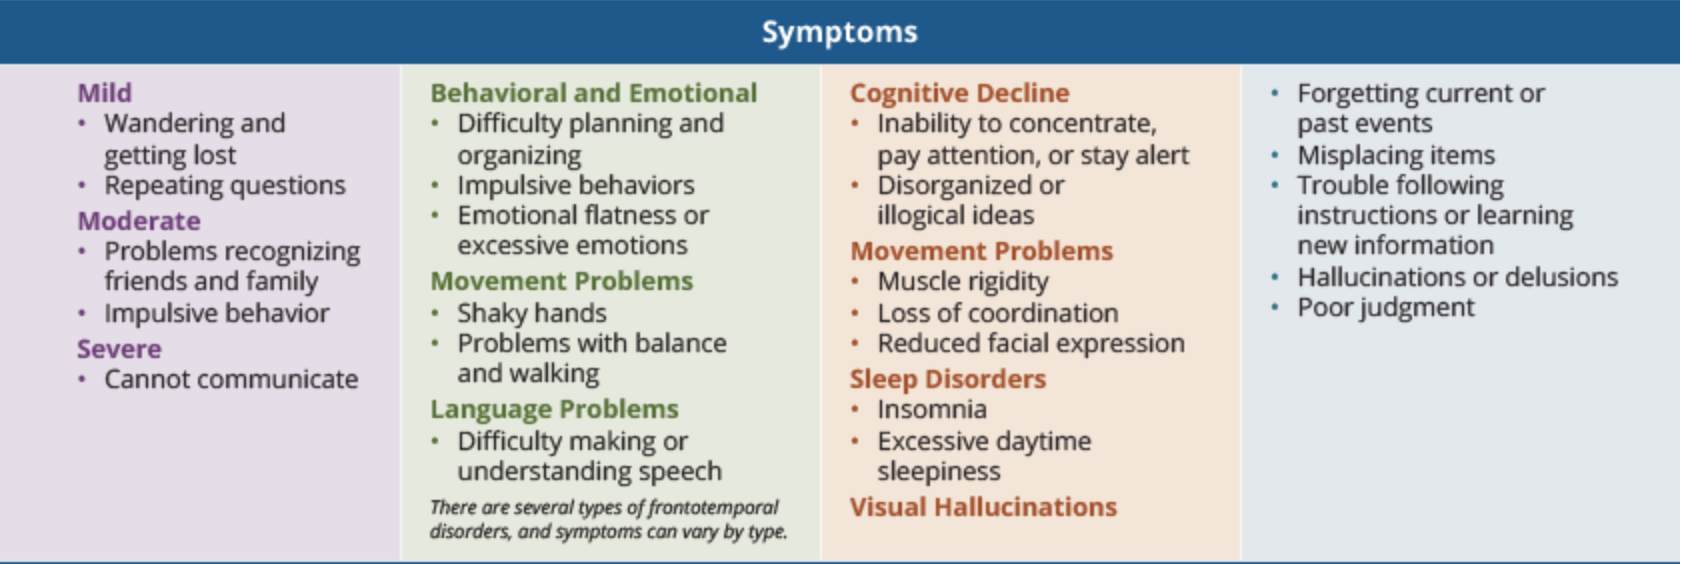 Symptoms
Mild
• Wandering and
getting lost
• Repeating questions
Moderate
• Problems recognizing
friends and family
• Impulsive behavior
Severe
• Cannot communicate
Behavioral and Emotional
• Difficulty planning and
organizing
• Impulsive behaviors
• Emotional flatness or
excessive emotions
Movement Problems
• Shaky hands
• Problems with balance
and walking
Language Problems
• Difficulty making or
understanding speech
There are several types of frontotemporal
disorders, and symptoms can vary by type.
Cognitive Decline
• Inability to concentrate,
pay attention, or stay alert
• Disorganized or
illogical ideas
Movement Problems
• Muscle rigidity
• Loss of coordination
• Reduced facial expression
Sleep Disorders
• Insomnia
• Excessive daytime
sleepiness
Visual Hallucinations
• Forgetting current or
past events
• Misplacing items
• Trouble following
instructions or learning
new information
• Hallucinations or delusions
• Poor judgment